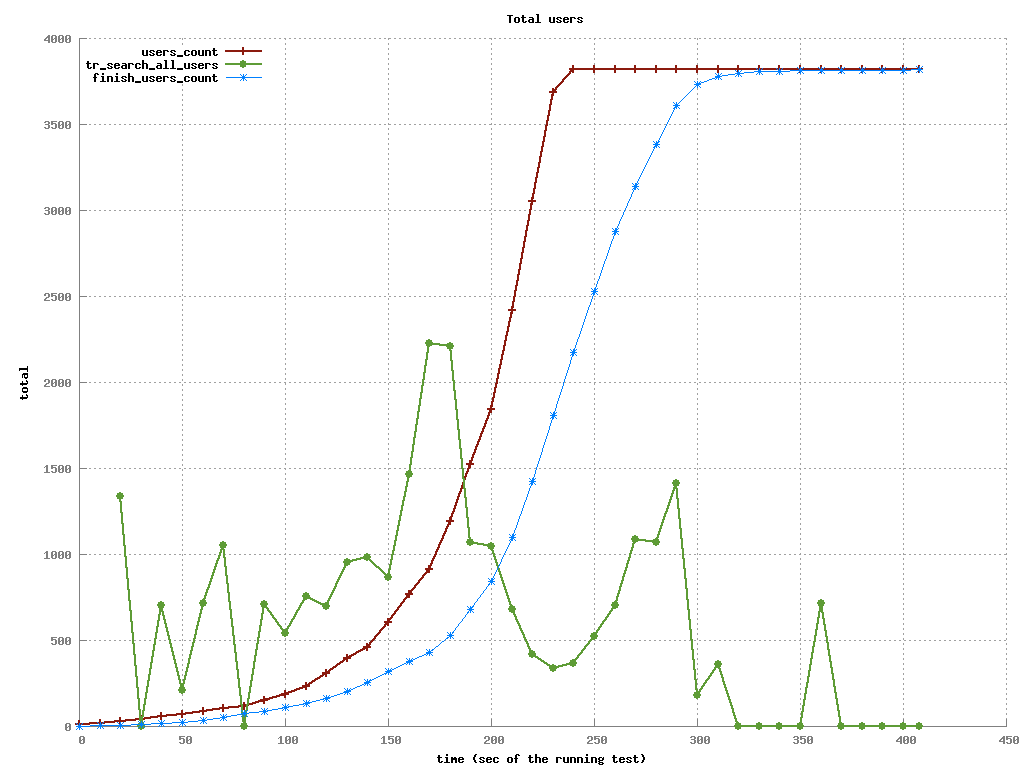 Total users
users_count
tr_search_all_users
finish_users_count
4000
3500
3000
2500
2000
1500
1000
500
0
total
0 50 100 150 200 250 300 350 400 450
time (sec of the running test)